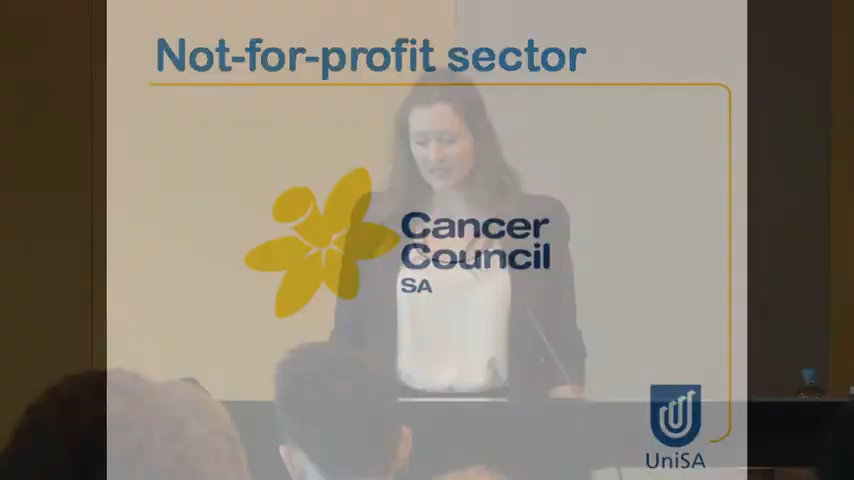 Not-for-profit sector
Cancer
Council
SA
UniSA